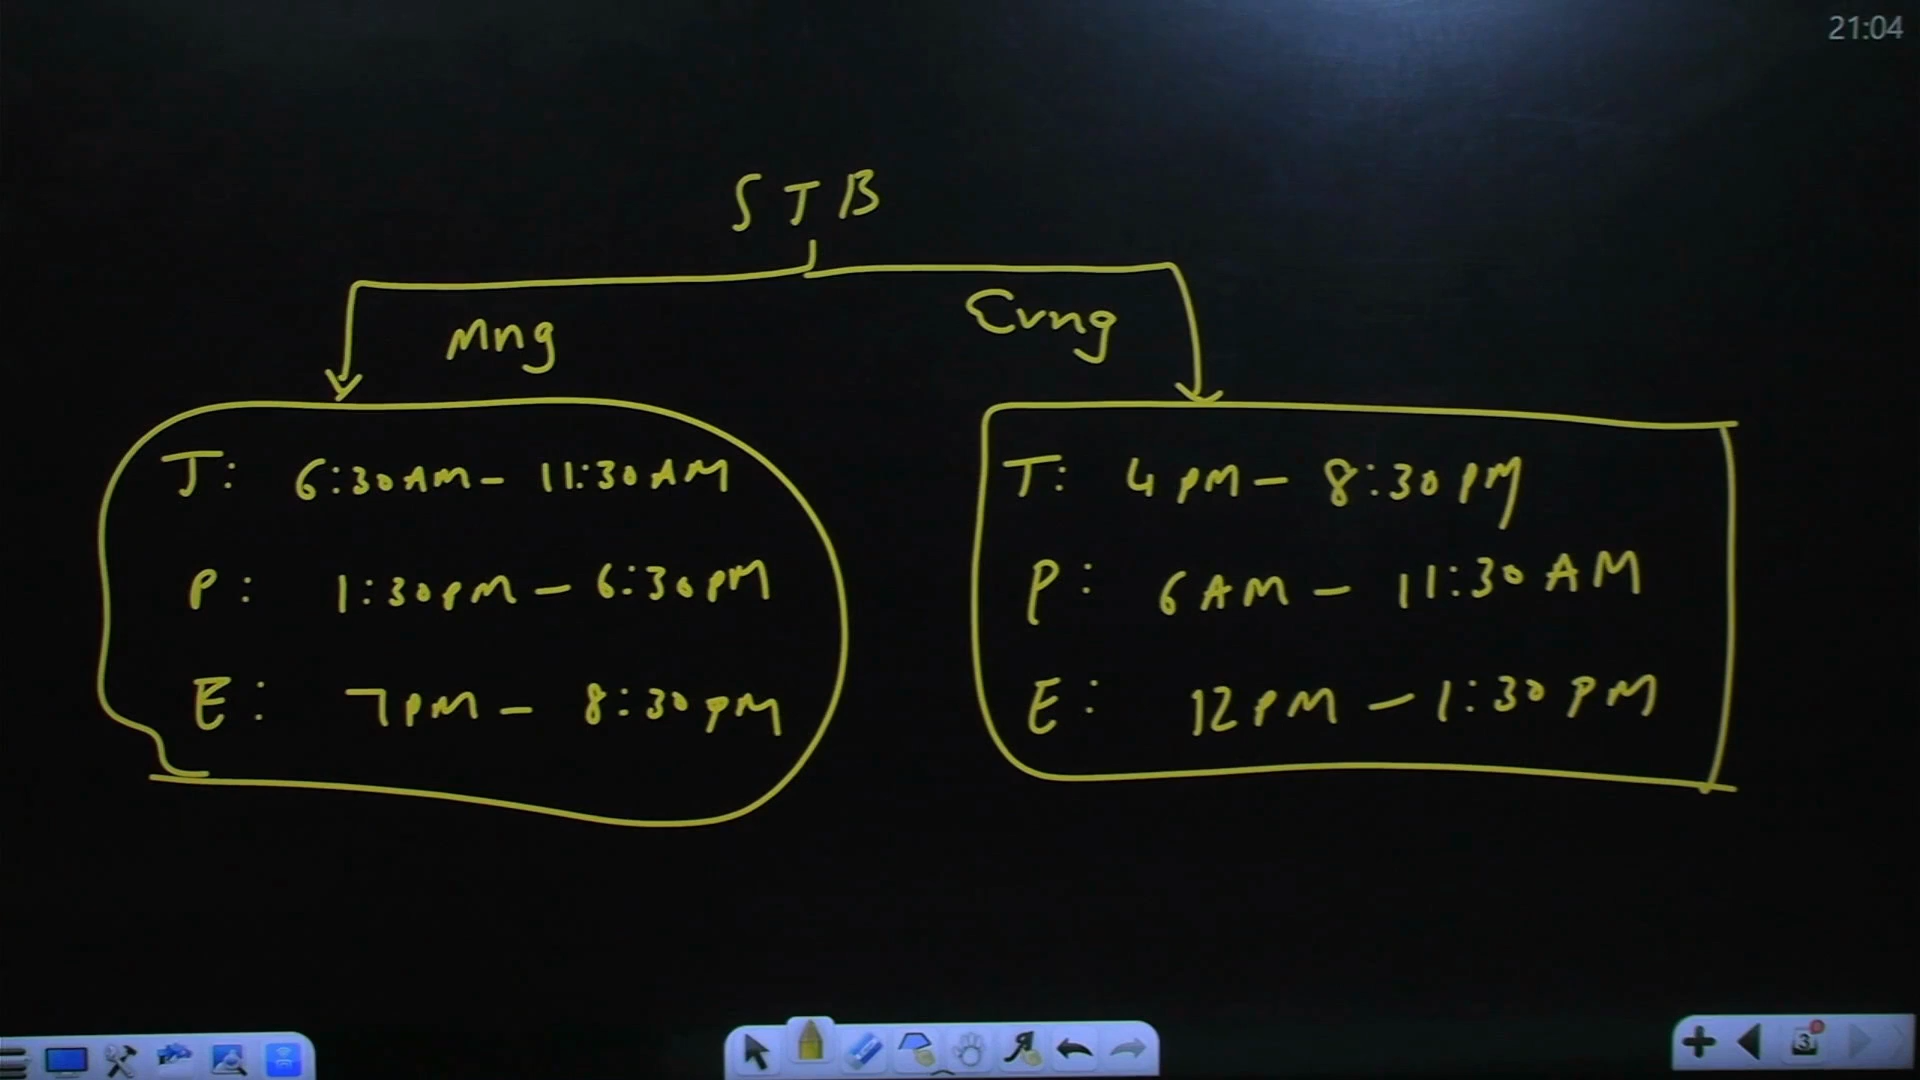 21:04
STB
Mng
Evng
T: 6:30AM - 11:30AM
P: 1:30PM - 6:30PM
E: 7PM - 8:30PM
T: 4PM - 8:30PM
P: 6AM - 11:30AM
E: 12PM - 1:30PM
3